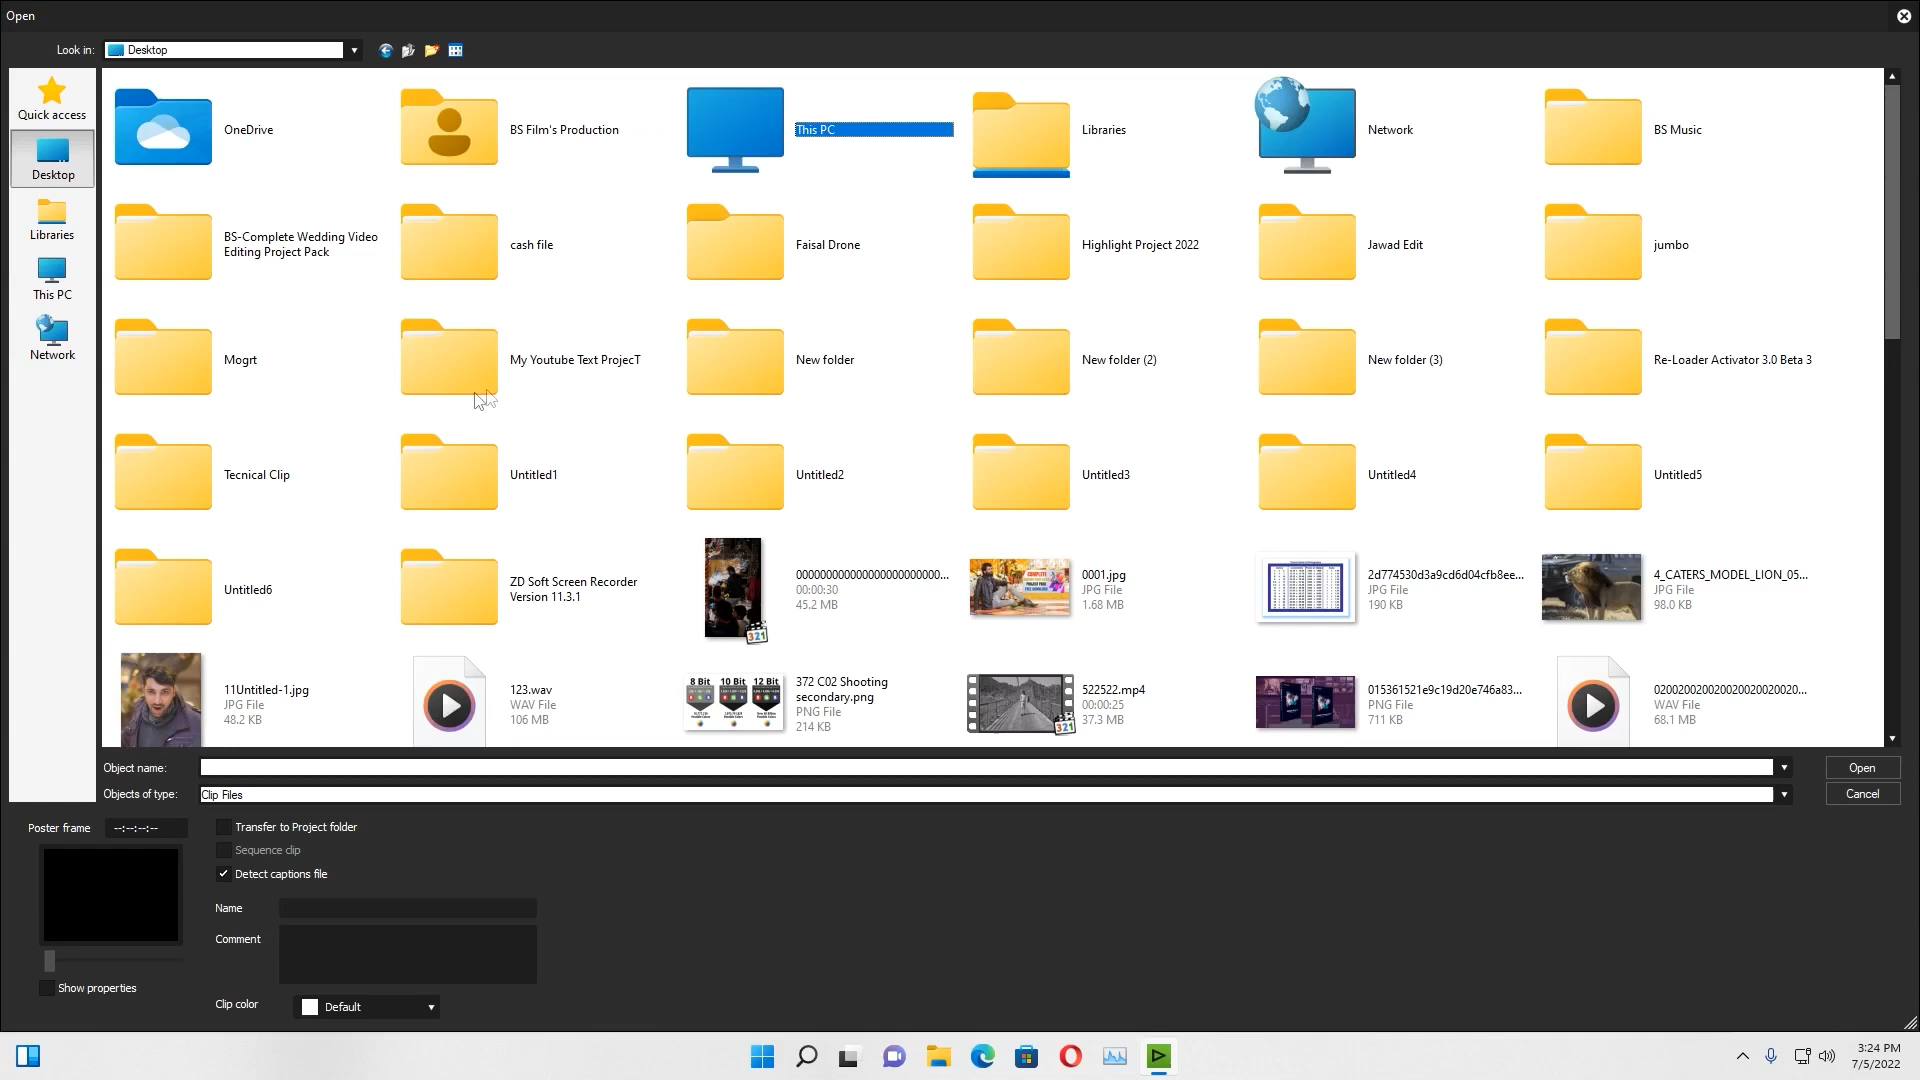 Open
Look in:
Desktop
Quick access
Desktop
Libraries
This PC
Network
OneDrive
BS Film's Production
This PC
Libraries
Network
BS Music
BS-Complete Wedding Video
Editing Project Pack
cash file
Faisal Drone
Highlight Project 2022
Jawad Edit
jumbo
Mogrt
My Youtube Text ProjecT
New folder
New folder (2)
New folder (3)
Re-Loader Activator 3.0 Beta 3
Tecnical Clip
Untitled1
Untitled2
Untitled3
Untitled4
Untitled5
Untitled6
ZD Soft Screen Recorder
Version 11.3.1
321
00:00:30
45.2 MB
COMPLETE
0001.jpg
JPG File
1.68 MB
2d774530d3a9cd6d04cfb8ee...
JPG File
190 KB
4_CATERS_MODEL_LION_05...
JPG File
98.0 KB
11Untitled-1.jpg
JPG File
48.2 KB
123.wav
WAV File
106 MB
8 Bit 10 Bit 12 Bit
372 C02 Shooting
secondary.png
PNG File
214 KB
321
522522.mp4
00:00:25
37.3 MB
015361521e9c19d20e746a83...
PNG File
711 KB
020020020020020020020020...
WAV File
68.1 MB
Object name:
Open
Objects of type:
Clip Files
Cancel
Poster frame
--:--:--:--
Transfer to Project folder
Sequence clip
Detect captions file
Name
Comment
Show properties
Clip color
Default
3:24 PM
7/5/2022